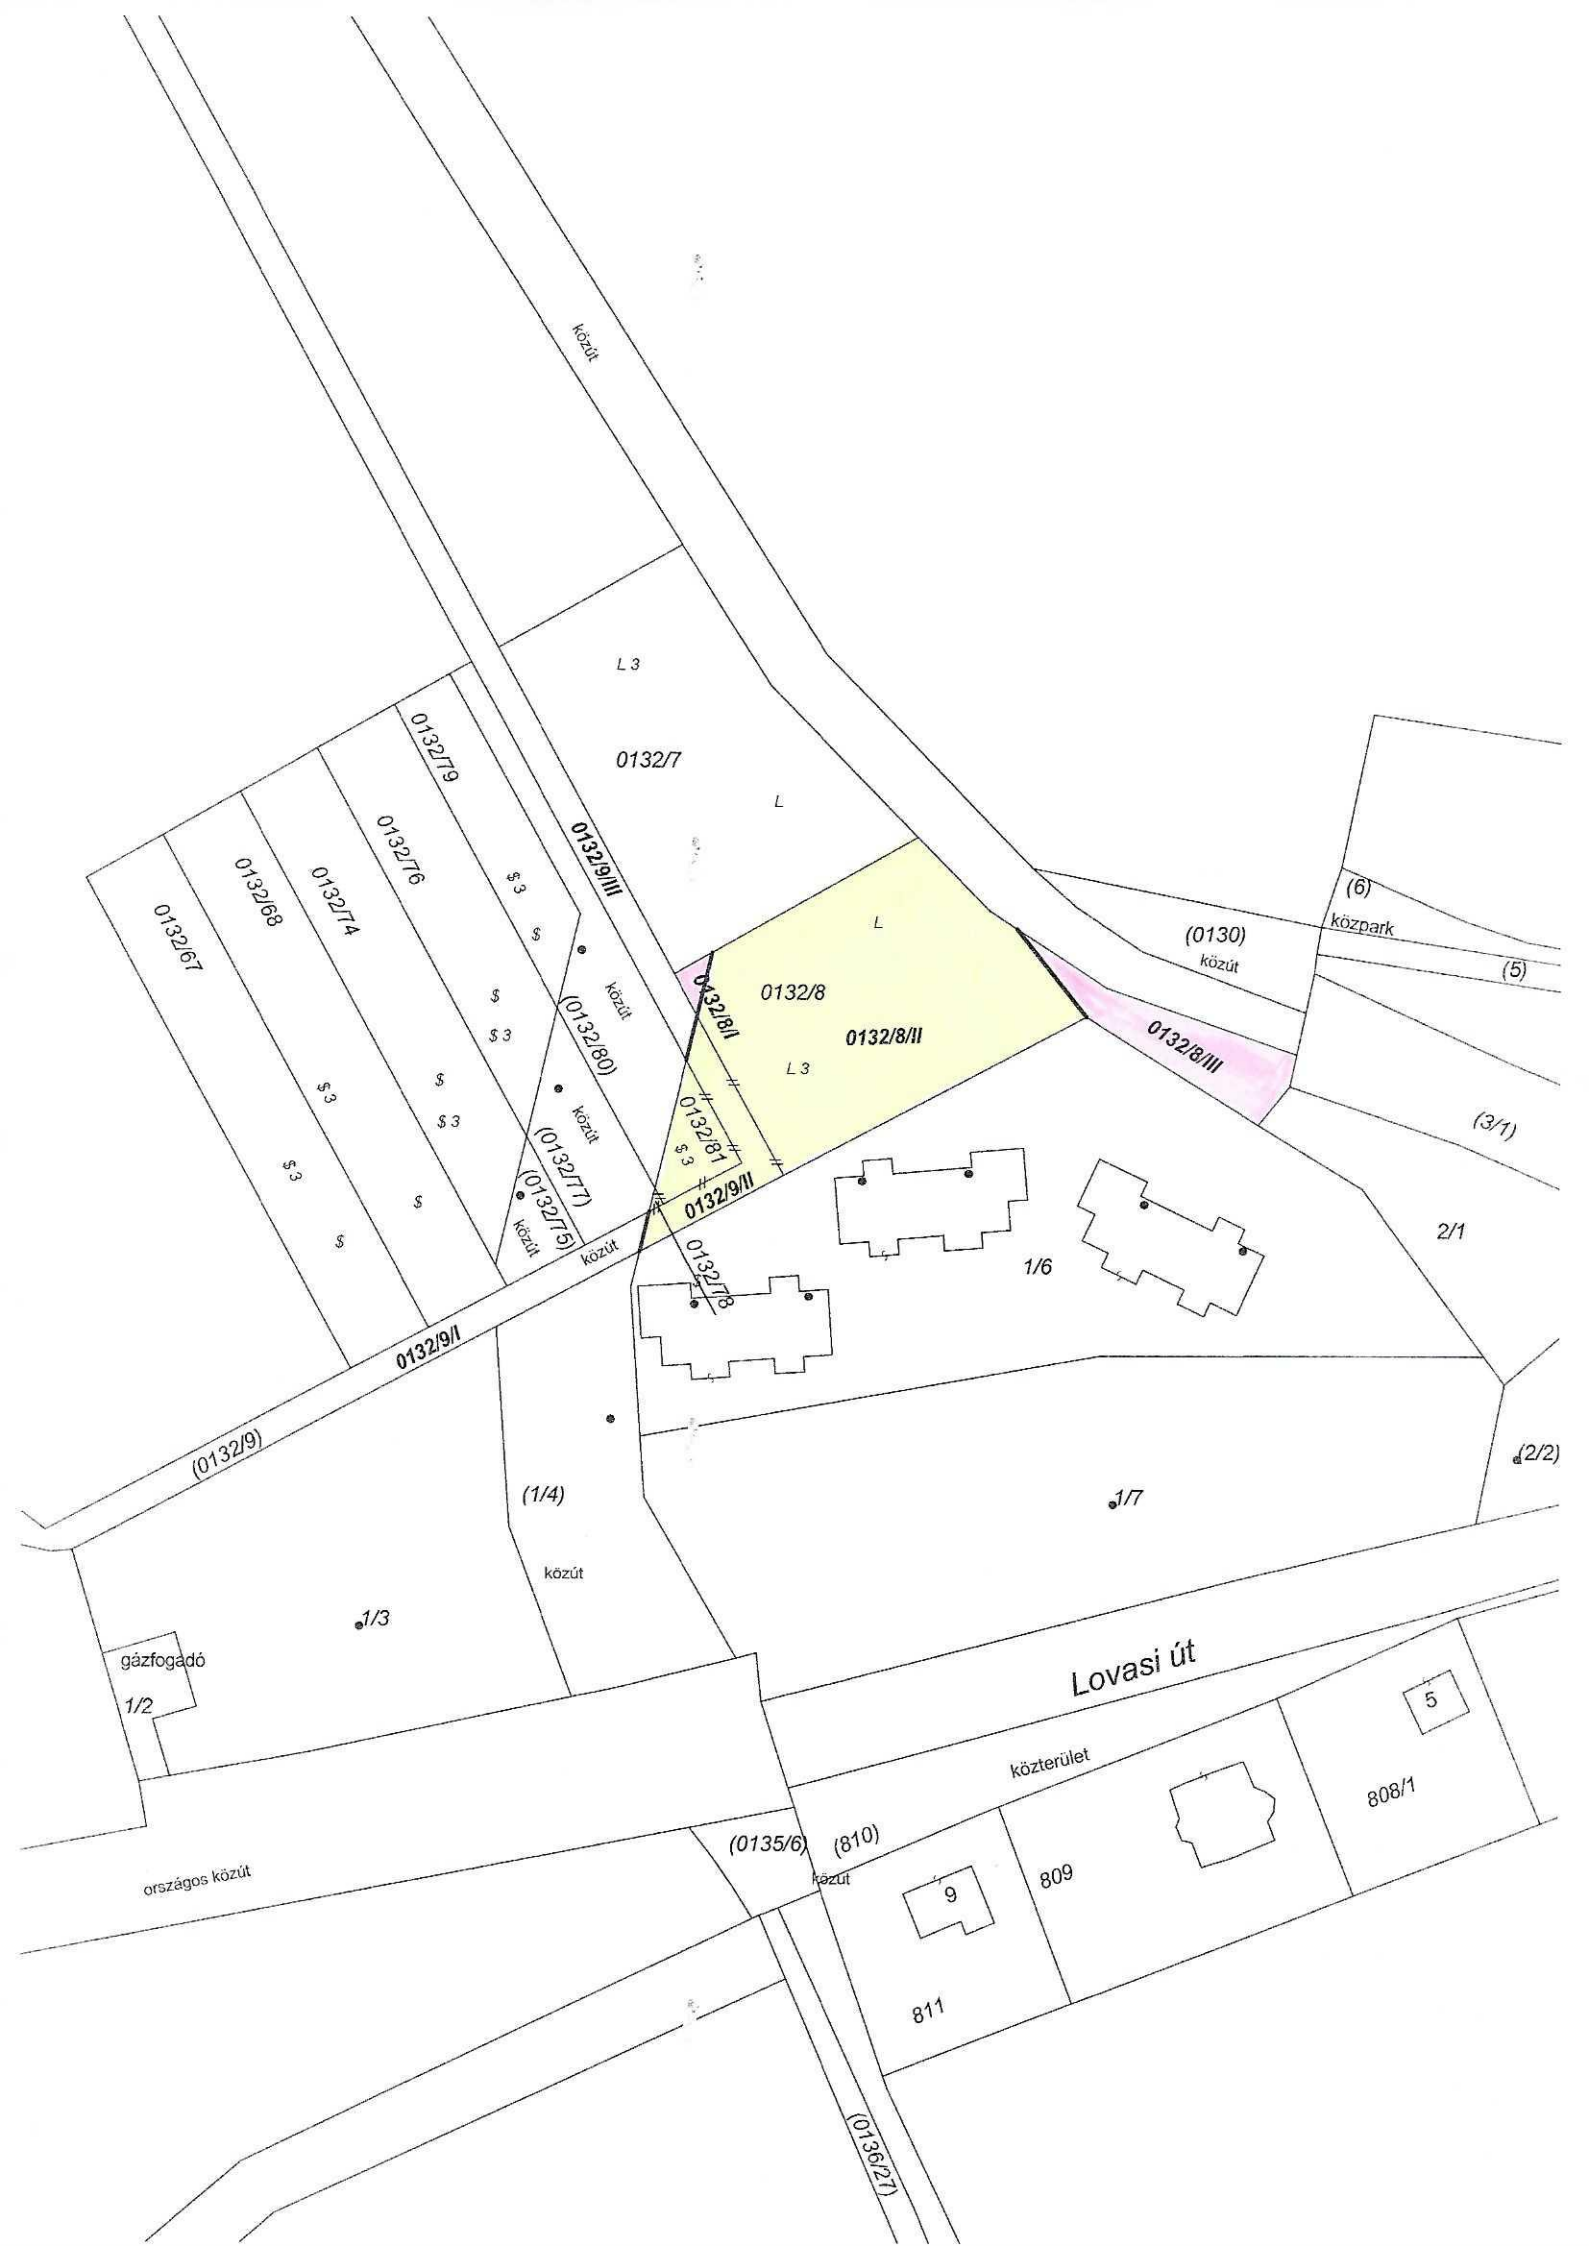 közút
L 3
0132/7
L
0132/79
0132/76
0132/74
0132/68
0132/67
0132/9/III
$ 3
$
$
$ 3
$
$ 3
$ 3
$
$ 3
$
közút
(0132/80)
közút
(0132/77)
(0132/75)
közút
közút
0132/8/I
L
0132/8
0132/8/II
L 3
0132/81
$ 3
0132/9/II
0132/78
0132/8/III
(0130)
közút
(6)
közpark
(5)
(3/1)
2/1
1/6
0132/9/I
(0132/9)
(1/4)
közút
1/7
(2/2)
1/3
gázfogadó
1/2
Lovasi út
közterület
5
808/1
(0135/6)
(810)
közút
országos közút
9
809
811
(0136/27)